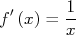 f′(x) = 1/x